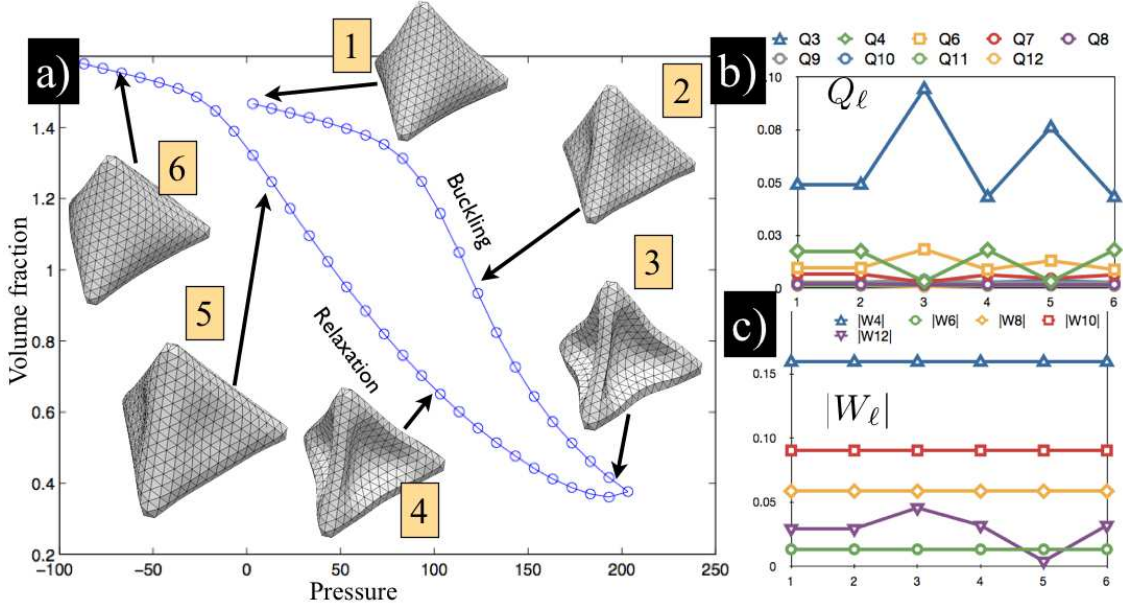 a)
1
2
3
4
5
6
Buckling
Relaxation
Volume fraction
1.4
1.2
1
0.8
0.6
0.4
0.2
−100
−50
0
50
100
150
200
250
Pressure
Q3 Q4 Q6 Q7 Q8
Q9 Q10 Q11 Q12
b)
Qℓ
0.10
0.08
0.05
0.03
0
1 2 3 4 5 6
|W4| |W6| |W8| |W10|
|W12|
c)
|Wℓ|
0.15
0.10
0.05
0
1 2 3 4 5 6